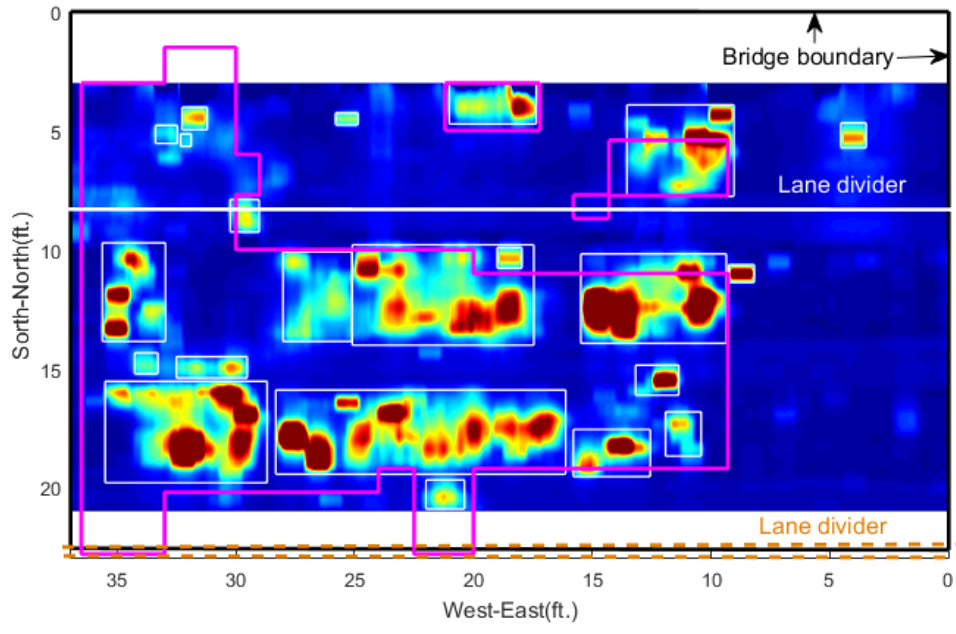 0
Bridge boundary
5
Lane divider
10
15
20
Lane divider
35 30 25 20 15 10 5 0
West-East(ft.)
Sorth-North(ft.)